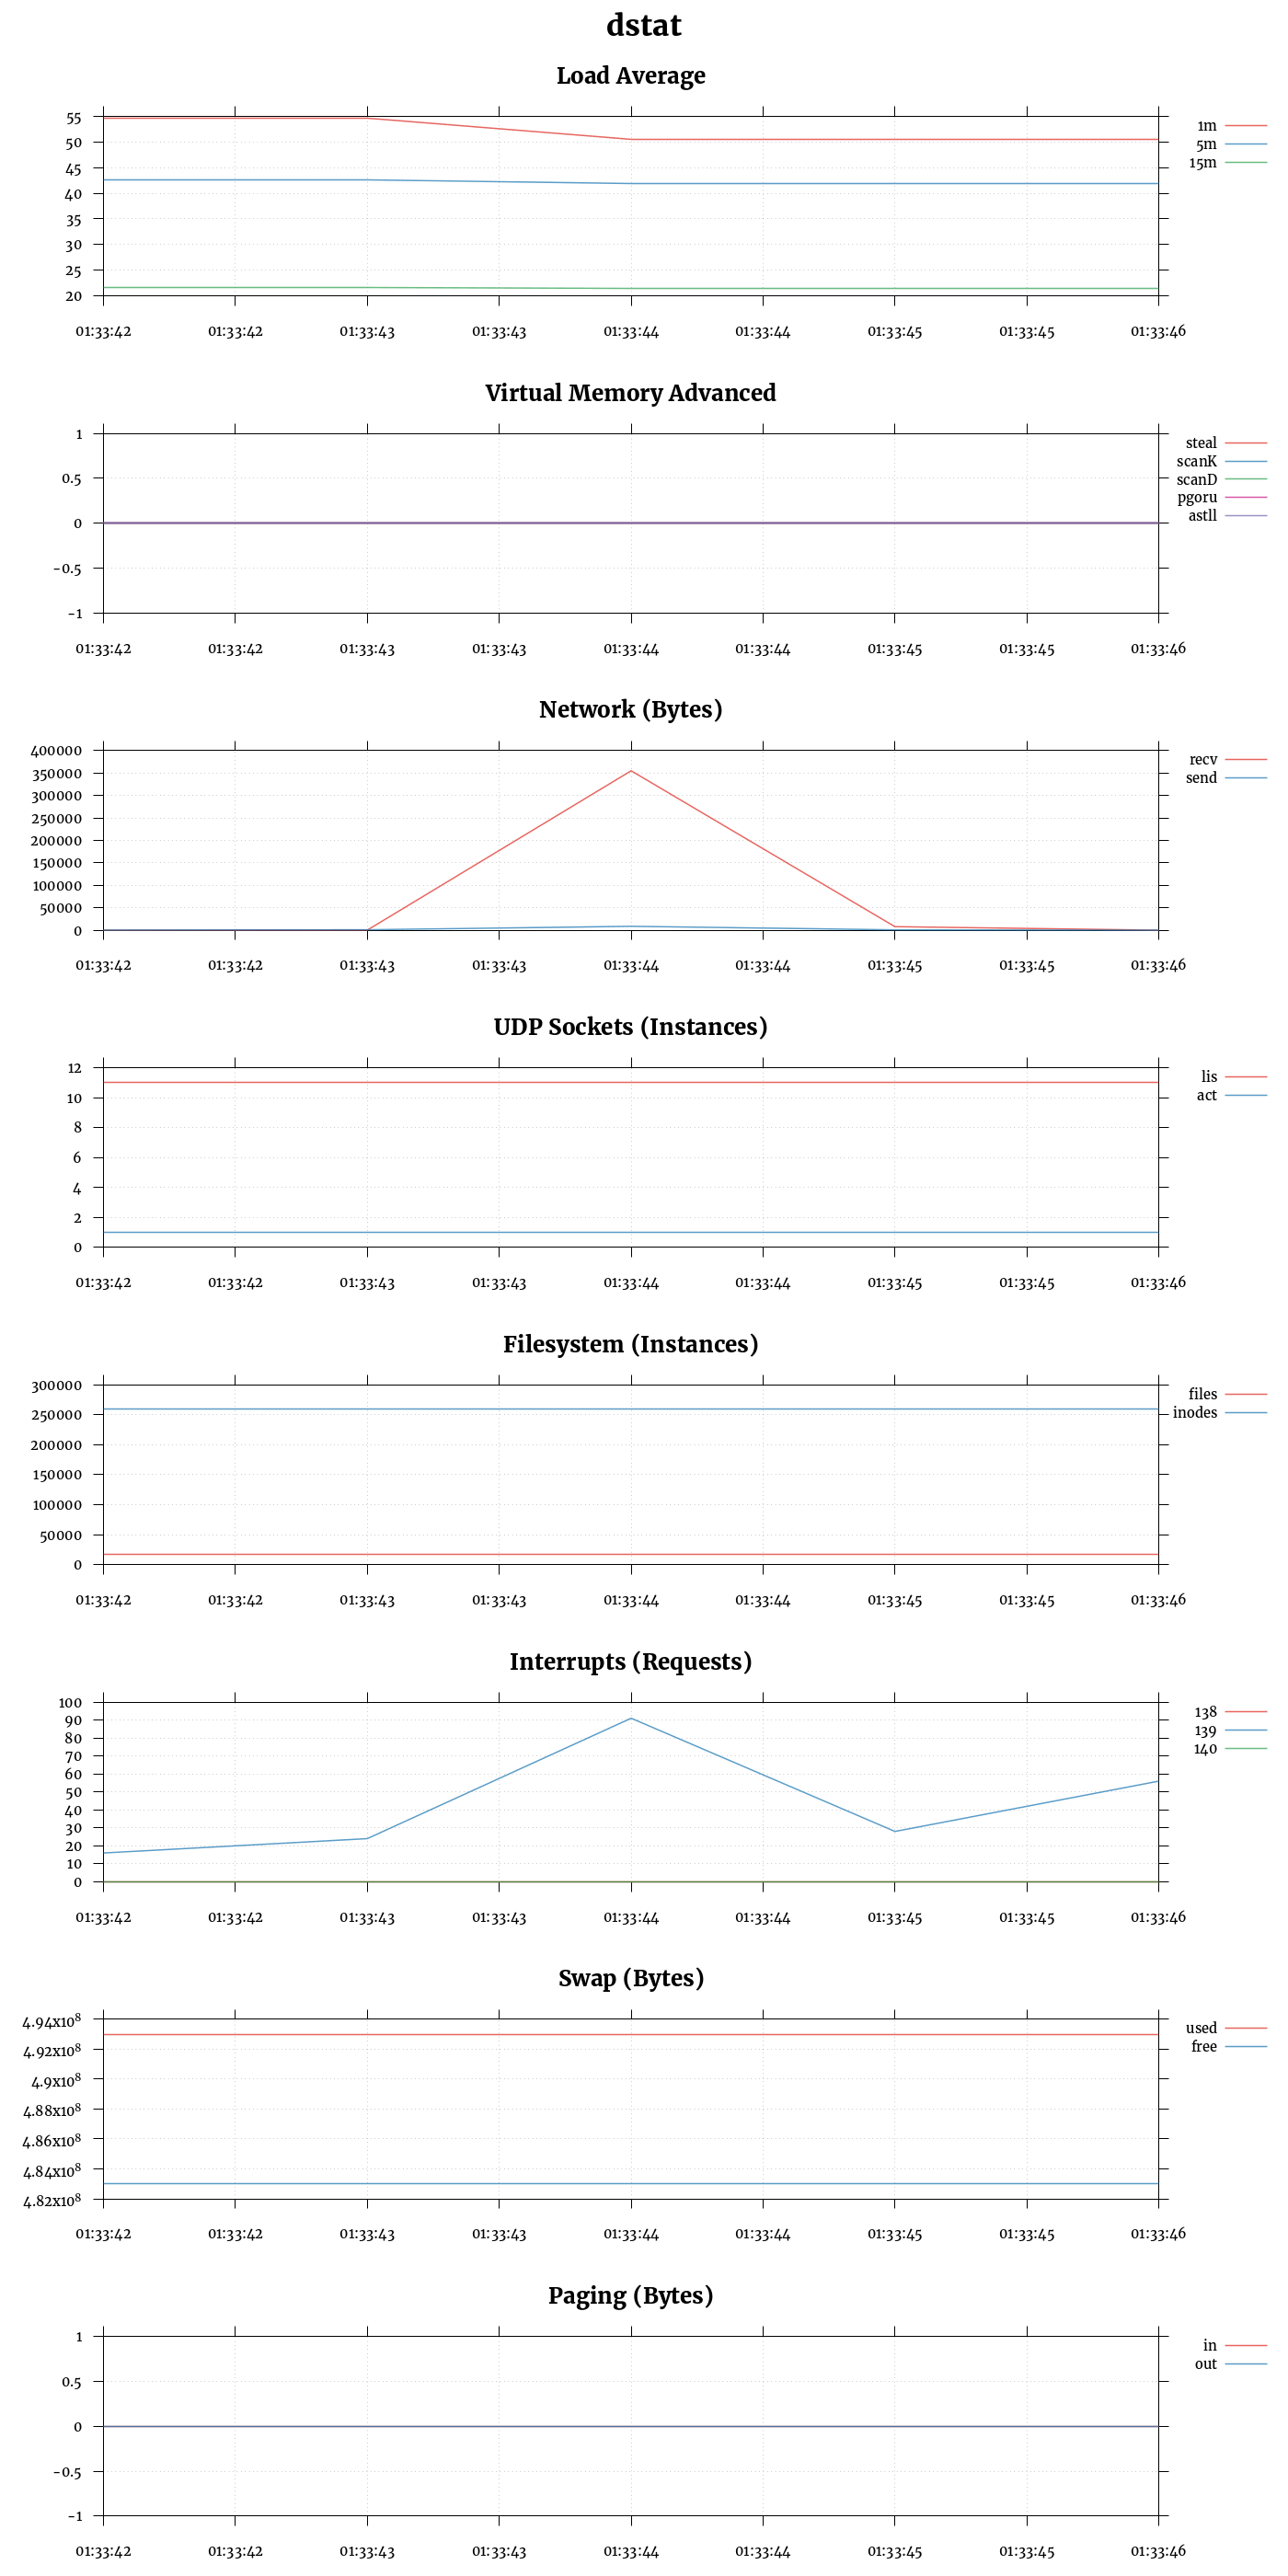 dstat
Load Average
55
50
45
40
35
30
25
20
1m
5m
15m
01:33:42 01:33:42 01:33:43 01:33:43 01:33:44 01:33:44 01:33:45 01:33:45 01:33:46
Virtual Memory Advanced
1
0.5
0
-0.5
-1
steal
scanK
scanD
pgoru
astll
01:33:42 01:33:42 01:33:43 01:33:43 01:33:44 01:33:44 01:33:45 01:33:45 01:33:46
Network (Bytes)
400000
350000
300000
250000
200000
150000
100000
50000
0
recv
send
01:33:42 01:33:42 01:33:43 01:33:43 01:33:44 01:33:44 01:33:45 01:33:45 01:33:46
UDP Sockets (Instances)
12
10
8
6
4
2
0
lis
act
01:33:42 01:33:42 01:33:43 01:33:43 01:33:44 01:33:44 01:33:45 01:33:45 01:33:46
Filesystem (Instances)
300000
250000
200000
150000
100000
50000
0
files
inodes
01:33:42 01:33:42 01:33:43 01:33:43 01:33:44 01:33:44 01:33:45 01:33:45 01:33:46
Interrupts (Requests)
100
90
80
70
60
50
40
30
20
10
0
138
139
140
01:33:42 01:33:42 01:33:43 01:33:43 01:33:44 01:33:44 01:33:45 01:33:45 01:33:46
Swap (Bytes)
4.94x10⁸
4.92x10⁸
4.9x10⁸
4.88x10⁸
4.86x10⁸
4.84x10⁸
4.82x10⁸
used
free
01:33:42 01:33:42 01:33:43 01:33:43 01:33:44 01:33:44 01:33:45 01:33:45 01:33:46
Paging (Bytes)
1
0.5
0
-0.5
-1
in
out
01:33:42 01:33:42 01:33:43 01:33:43 01:33:44 01:33:44 01:33:45 01:33:45 01:33:46